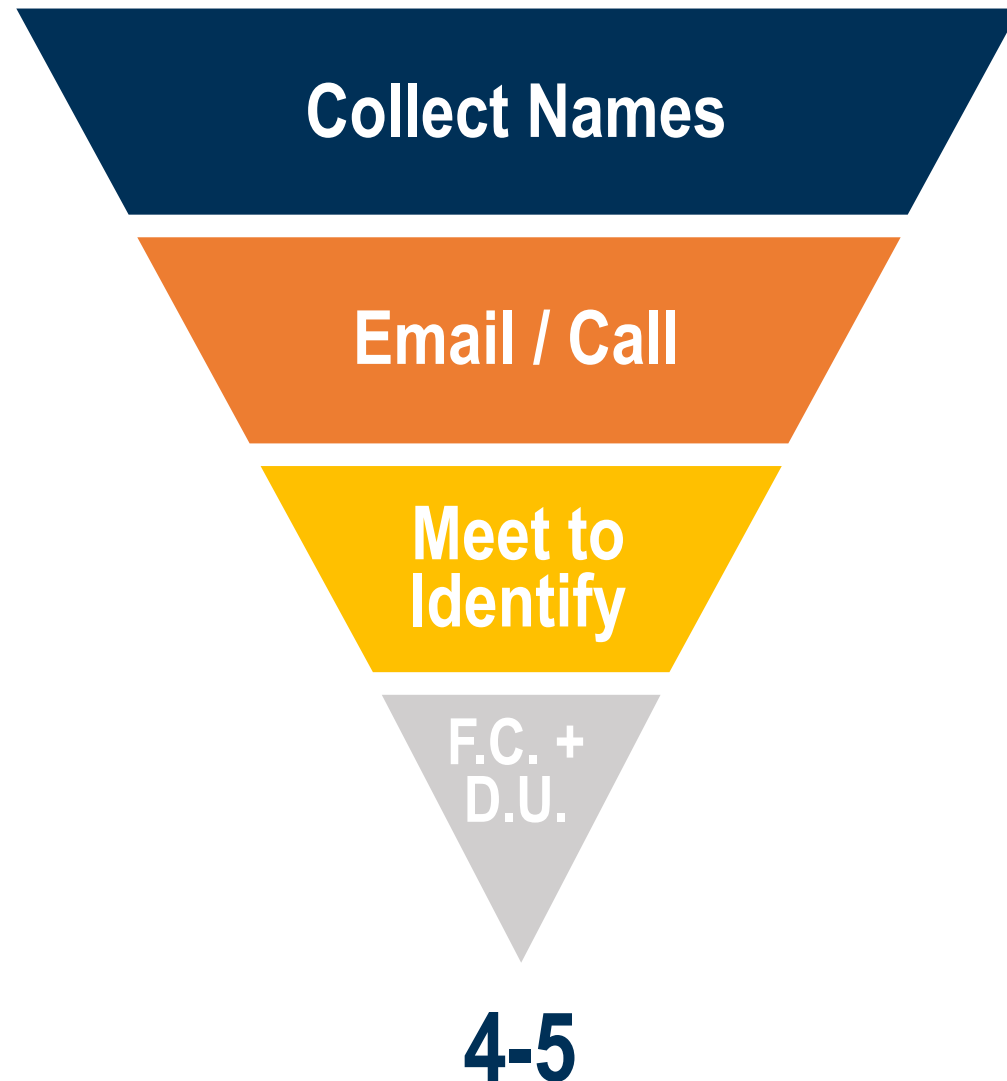 Collect Names
Email / Call
Meet to
Identify
F.C. +
D.U.
4-5